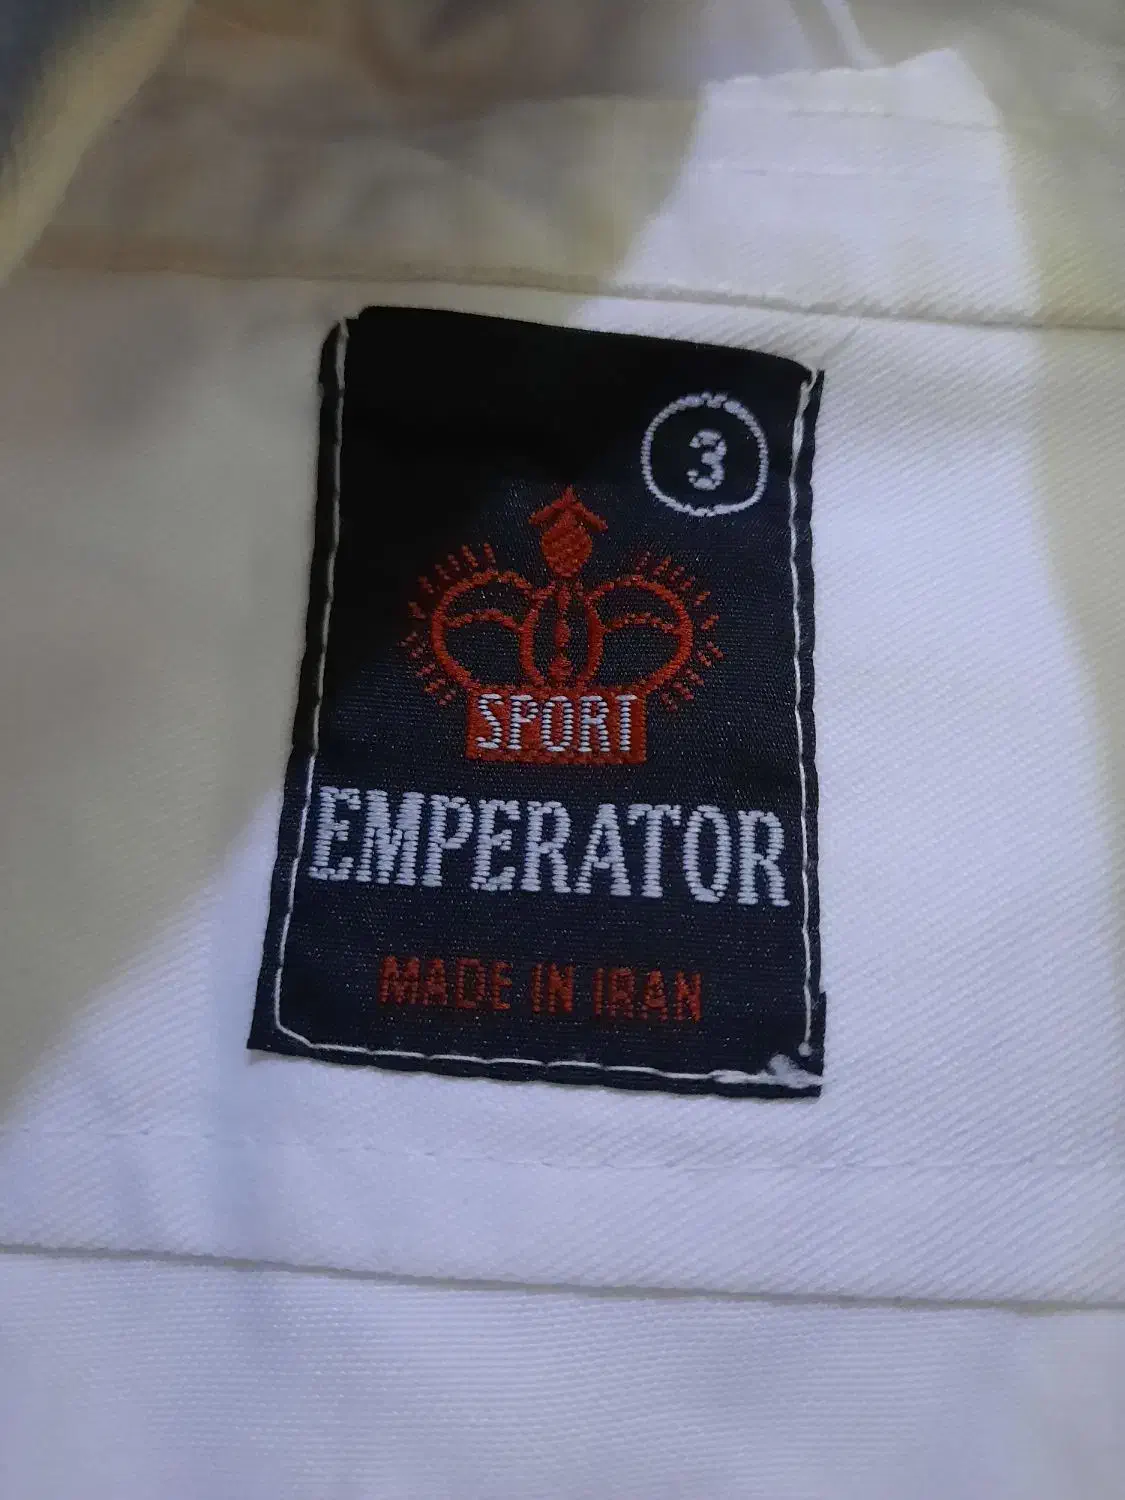 3
SPORT
EMPERATOR
MADE IN IRAN